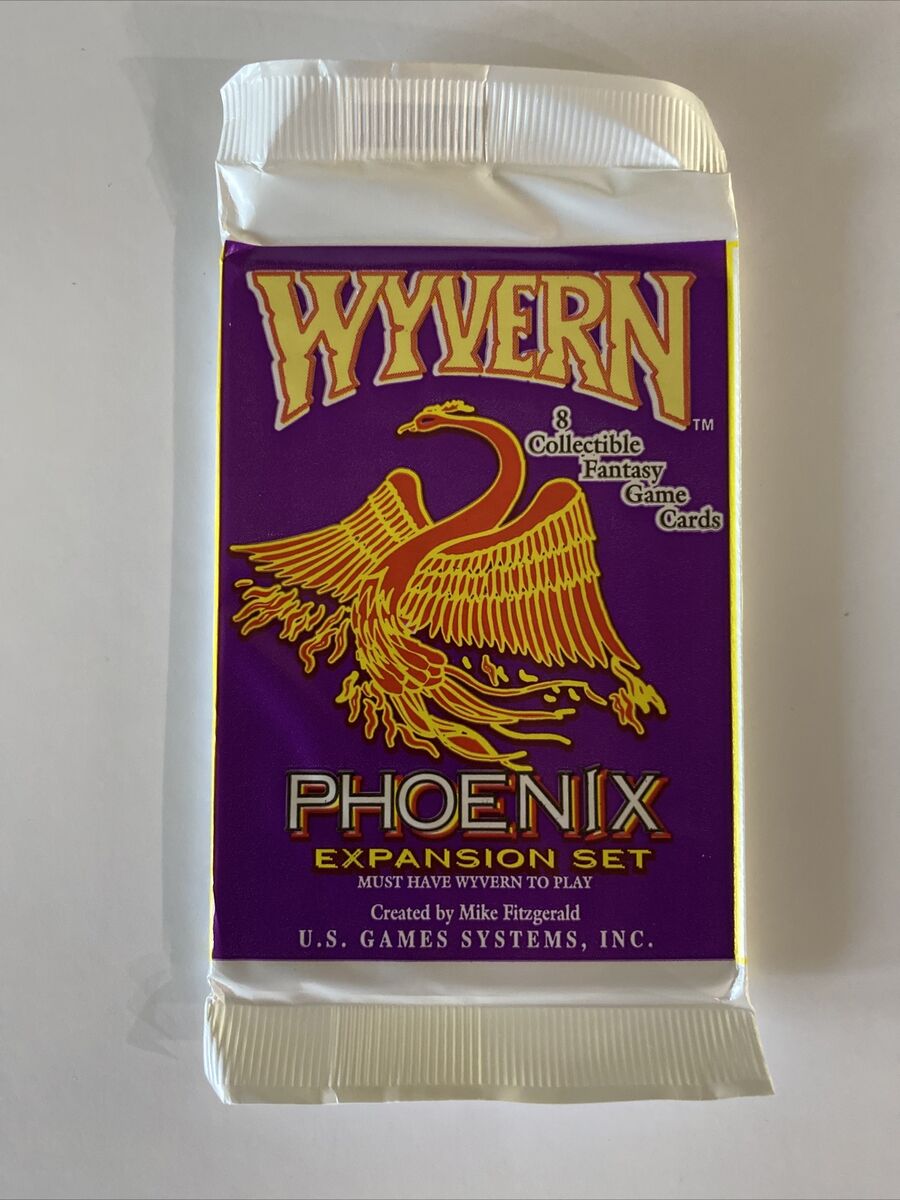 WYVERN
TM
8
Collectible
Fantasy
Game
Cards
PHOENIX
EXPANSION SET
MUST HAVE WYVERN TO PLAY
Created by Mike Fitzgerald
U.S. GAMES SYSTEMS, INC.